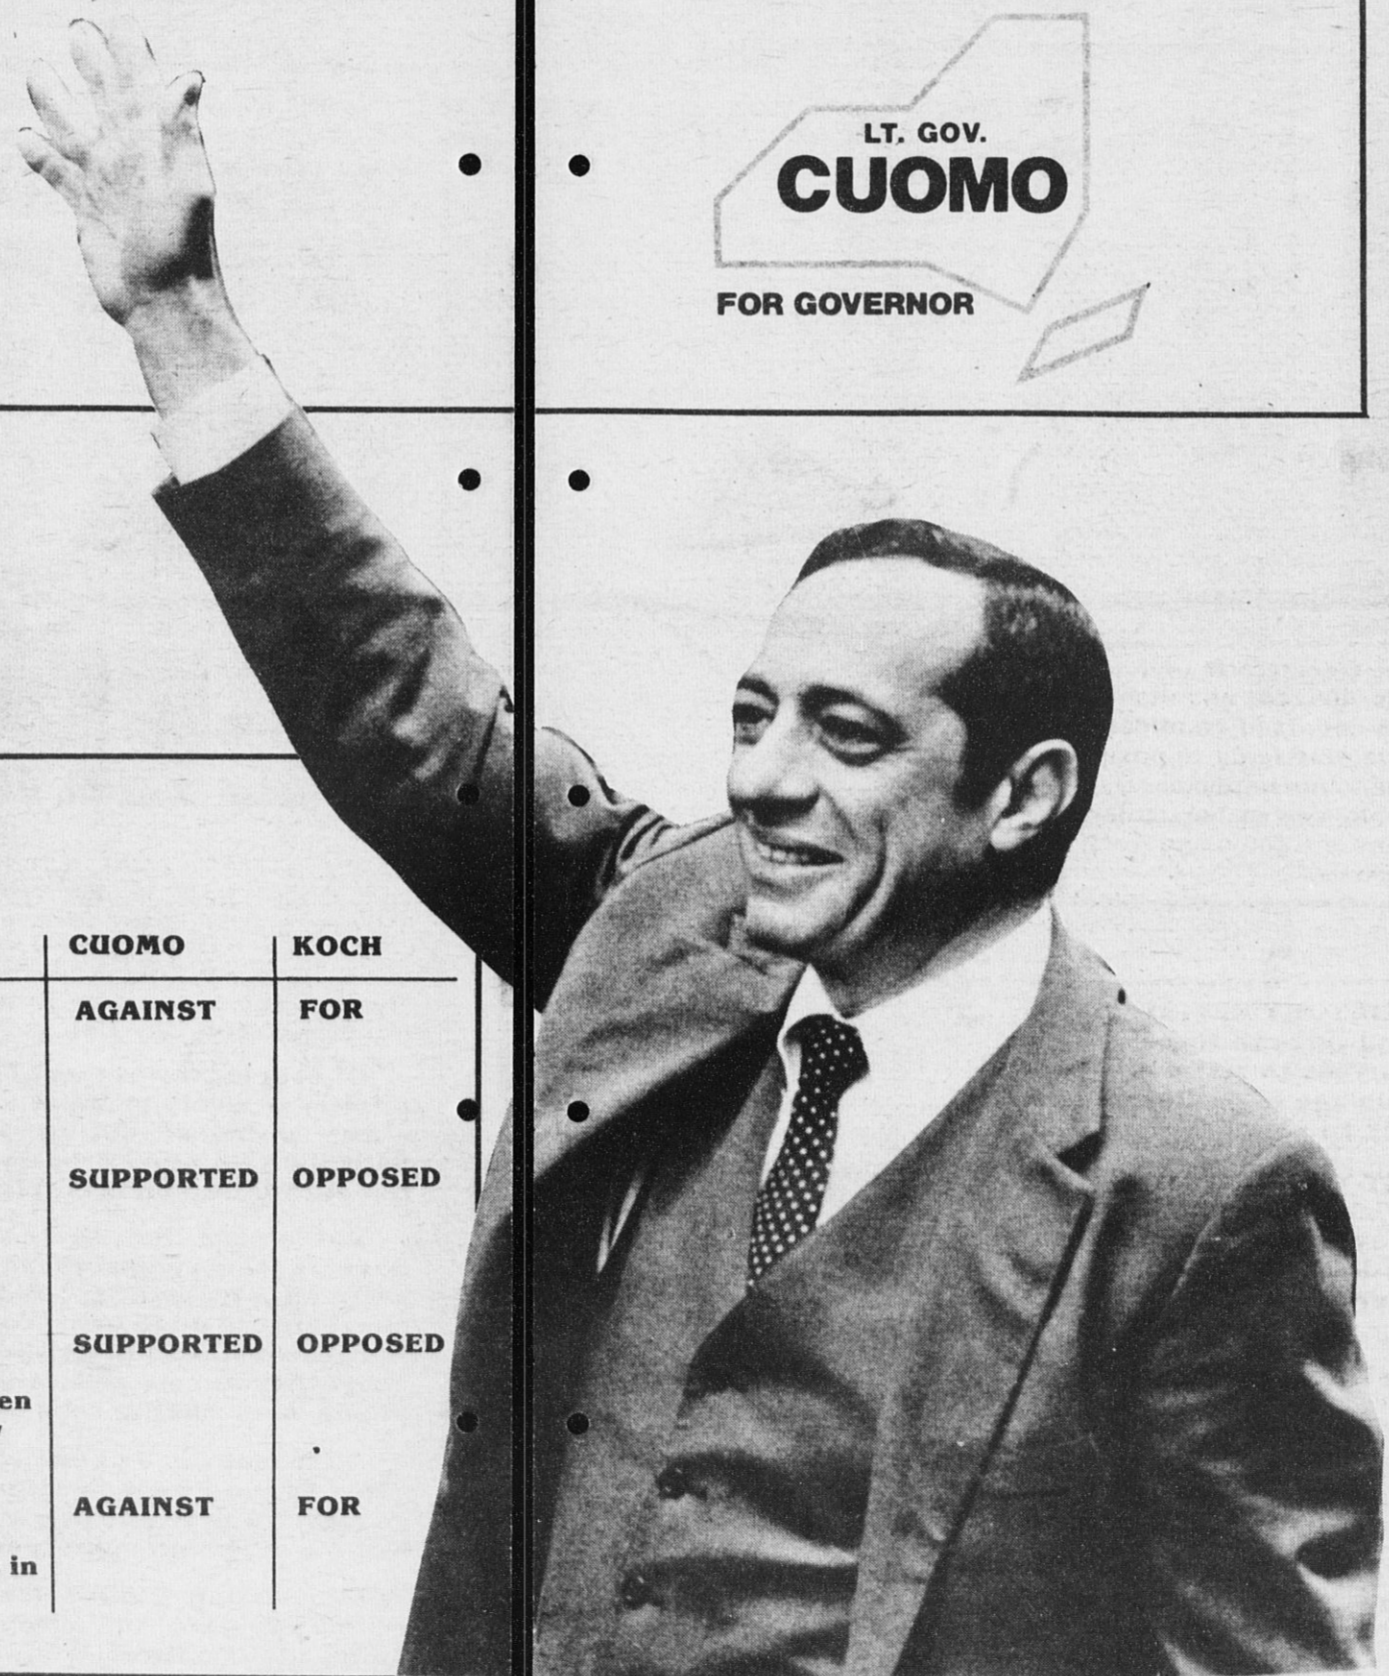 LT. GOV.
CUOMO
FOR GOVERNOR
CUOMO KOCH
AGAINST FOR
SUPPORTED OPPOSED
SUPPORTED OPPOSED
en
AGAINST FOR
in